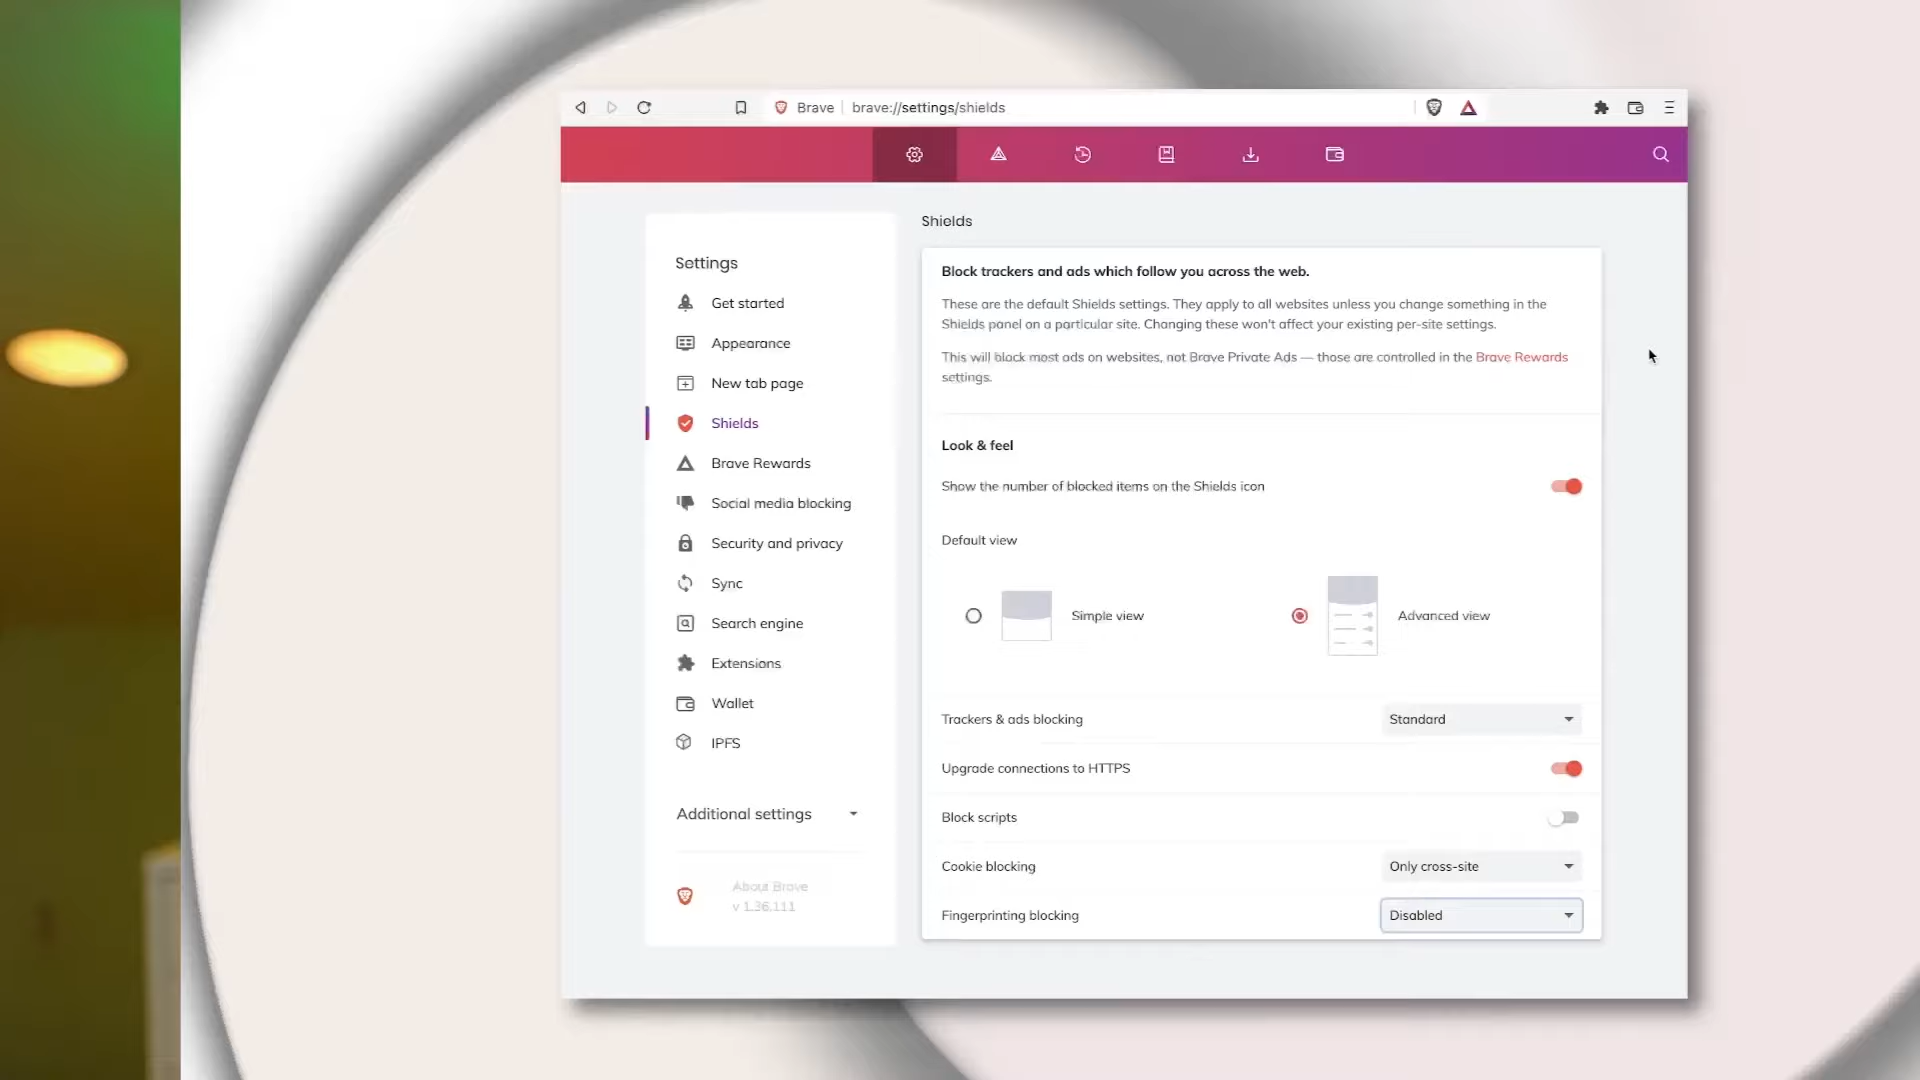 Brave
brave://settings/shields
Shields
Settings
Get started
Appearance
New tab page
Shields
Brave Rewards
Social media blocking
Security and privacy
Sync
Search engine
Extensions
Wallet
IPFS
Additional settings
About Brave
v 1.36.111
Block trackers and ads which follow you across the web.
These are the default Shields settings. They apply to all websites unless you change something in the
Shields panel on a particular site. Changing these won't affect your existing per-site settings.
This will block most ads on websites, not Brave Private Ads — those are controlled in the Brave Rewards
settings.
Look & feel
Show the number of blocked items on the Shields icon
Default view
Simple view
Advanced view
Trackers & ads blocking
Standard
Upgrade connections to HTTPS
Block scripts
Cookie blocking
Only cross-site
Fingerprinting blocking
Disabled